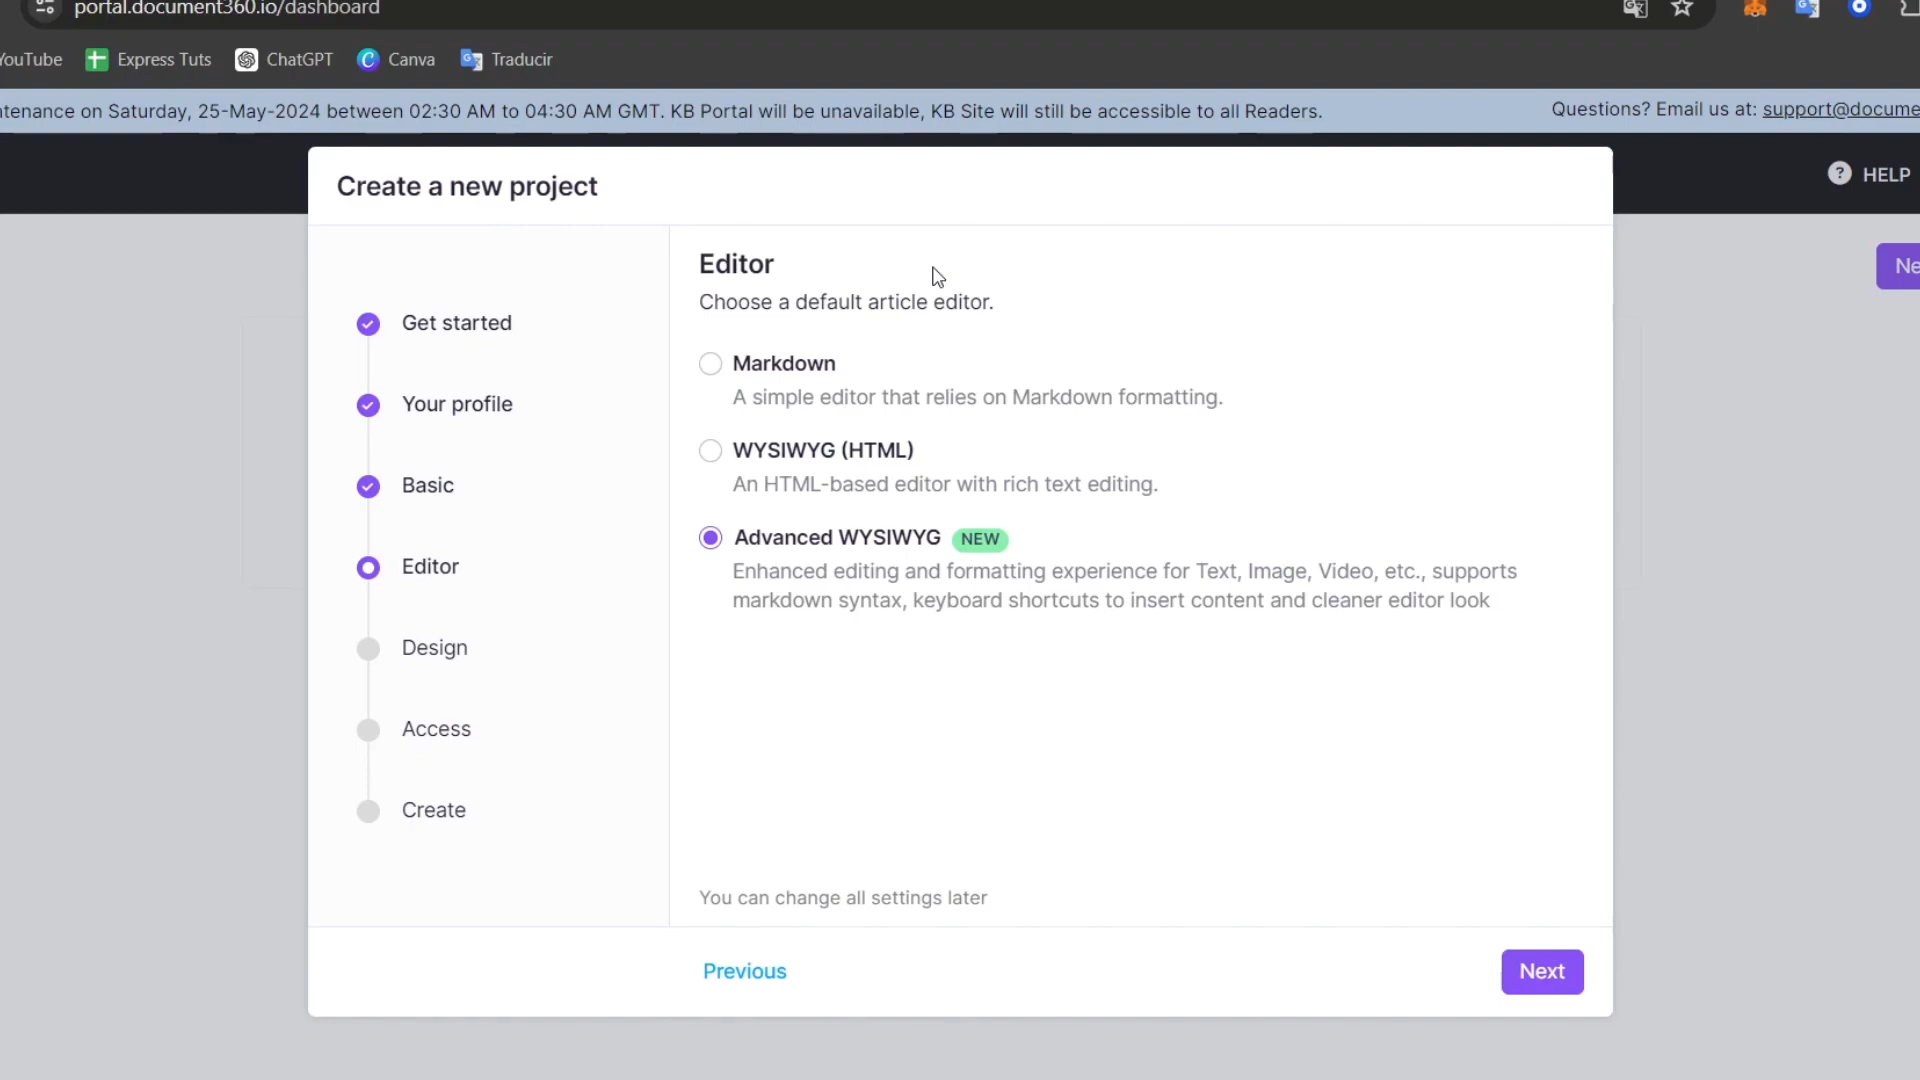 portal.document360.io/dashboard
YouTube Express Tuts ChatGPT Canva Traducir
on Saturday, 25-May-2024 between 02:30 AM to 04:30 AM GMT. KB Portal will be unavailable, KB Site will still be accessible to all Readers.
Questions? Email us at:
HELP
Create a new project
Editor
Choose a default article editor.
Get started
Your profile
Basic
Editor
Design
Access
Create
Markdown
A simple editor that relies on Markdown formatting.
WYSIWYG (HTML)
An HTML-based editor with rich text editing.
Advanced WYSIWYG NEW
Enhanced editing and formatting experience for Text, Image, Video, etc., supports
markdown syntax, keyboard shortcuts to insert content and cleaner editor look
You can change all settings later
Previous
Next